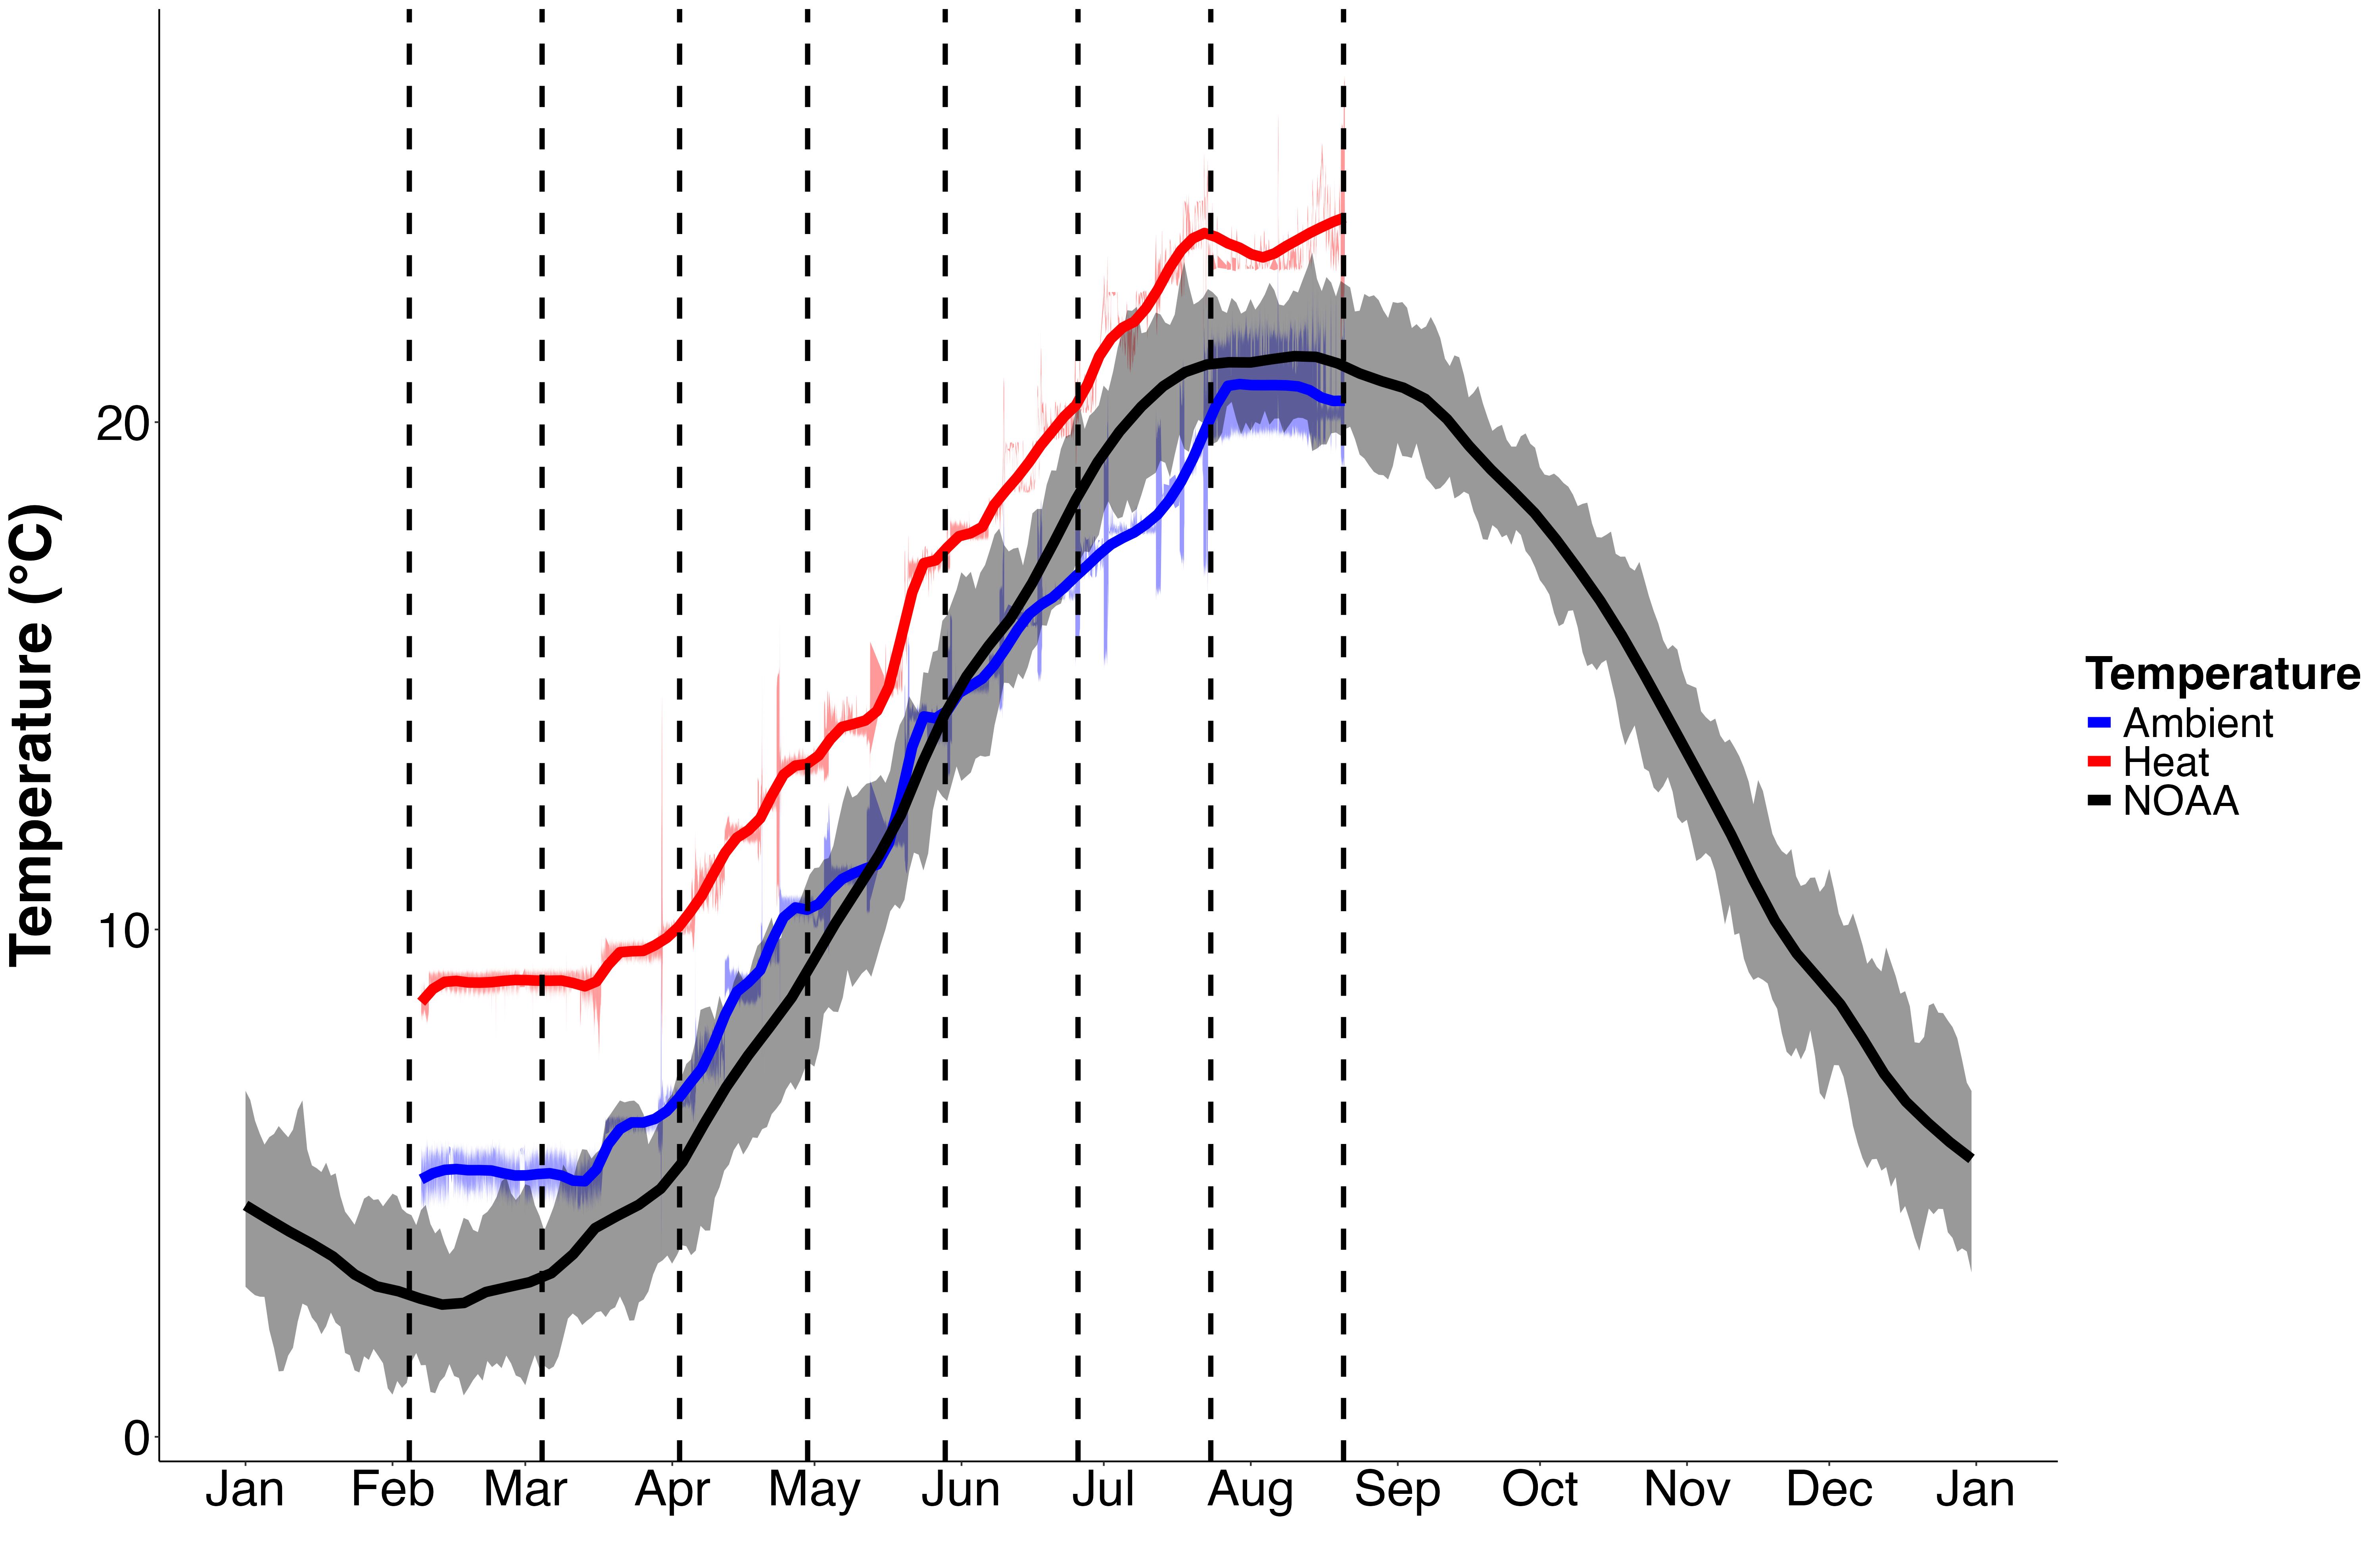 Temperature (°C)
20
10
0
Jan Feb Mar Apr May Jun Jul Aug Sep Oct Nov Dec Jan
Temperature
Ambient
Heat
NOAA